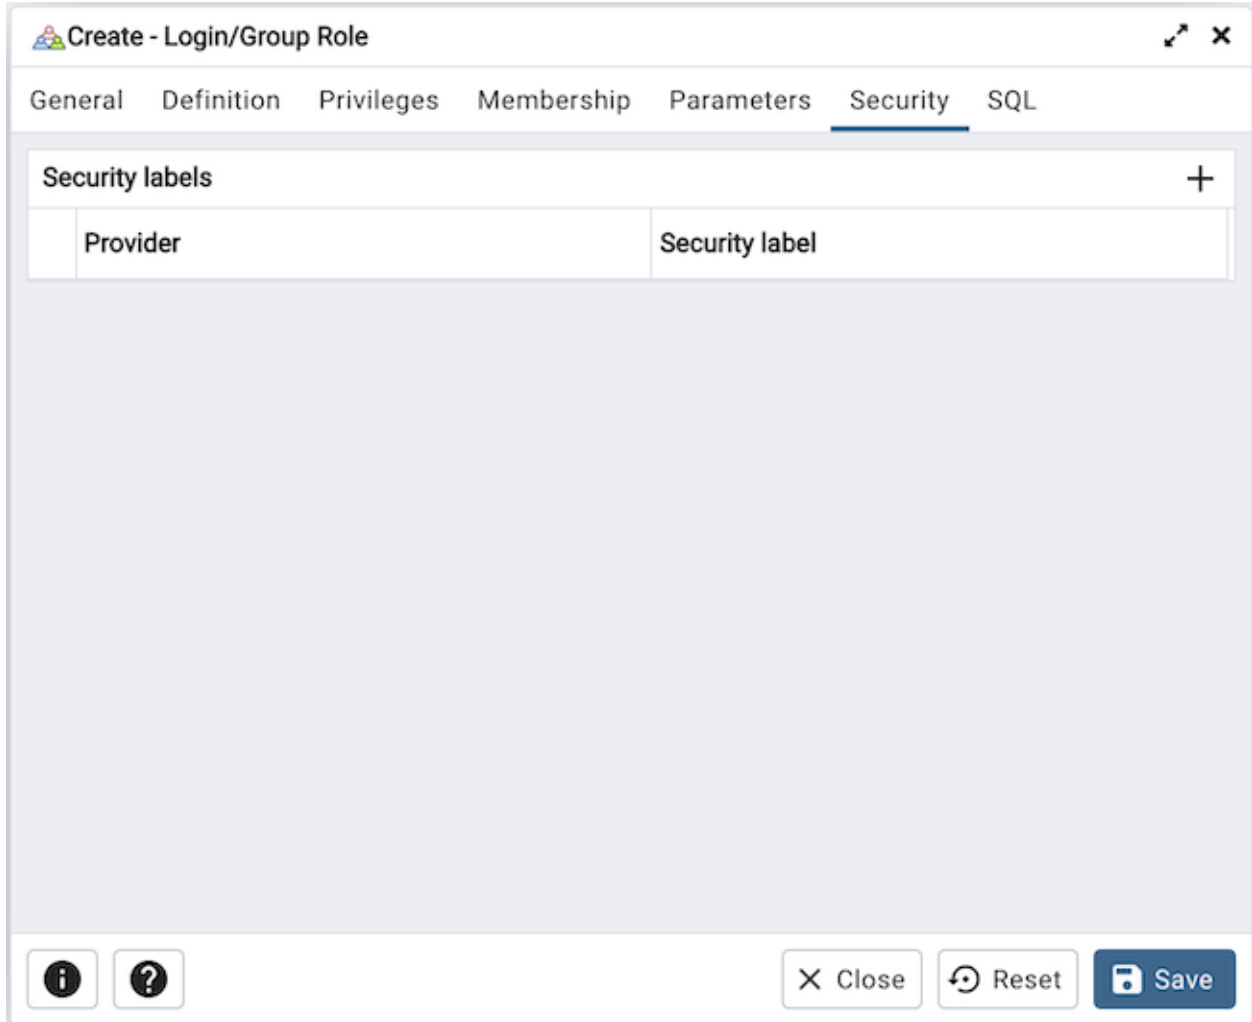 Create - Login/Group Role
General Definition Privileges Membership Parameters Security SQL
Security labels
Provider Security label
Close Reset Save